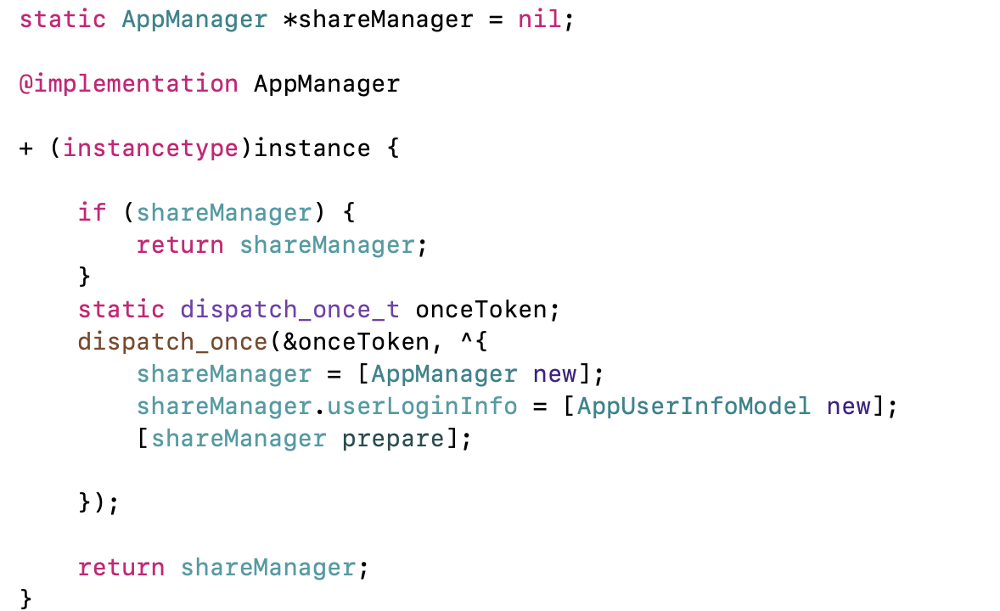 static AppManager *shareManager = nil;
@implementation AppManager
+ (instancetype)instance {
if (shareManager) {
return shareManager;
}
static dispatch_once_t onceToken;
dispatch_once(&onceToken, ^{
shareManager = [AppManager new];
shareManager.userLoginInfo = [AppUserInfoModel new];
[shareManager prepare];
});
return shareManager;
}